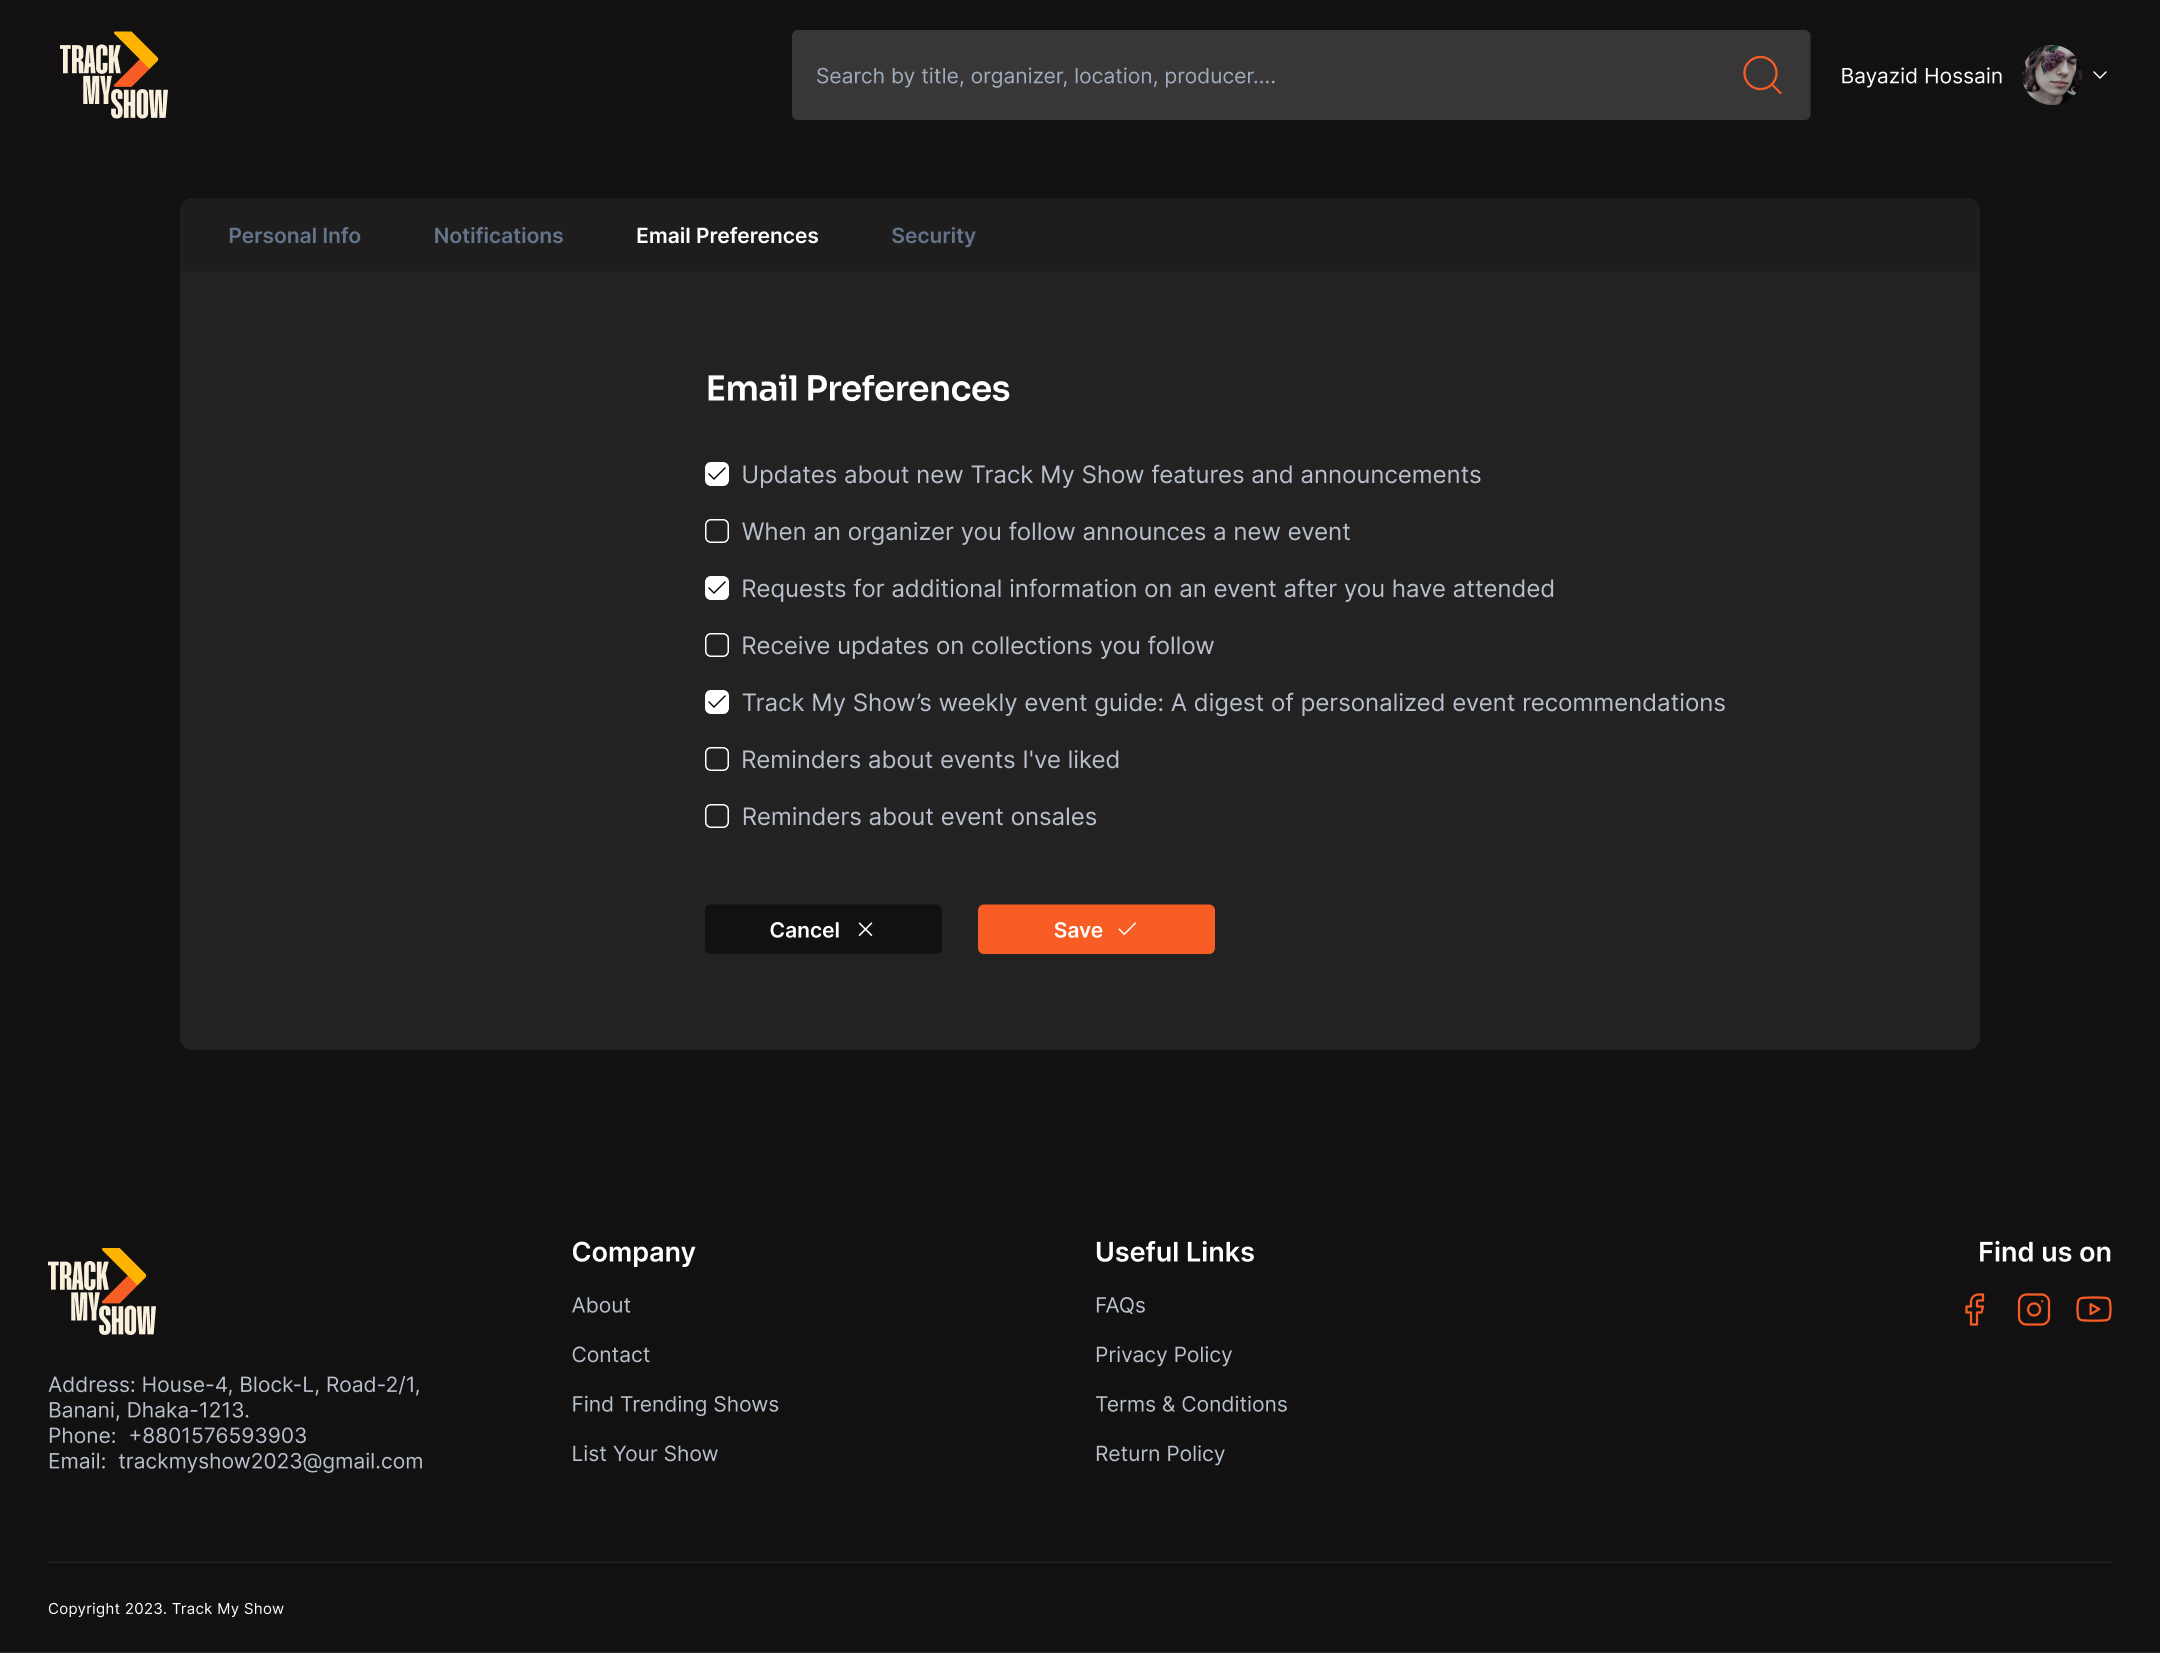 TRACK
MY
SHOW
Search by title, organizer, location, producer....
Bayazid Hossain
Personal Info
Notifications
Email Preferences
Security
Email Preferences
Updates about new Track My Show features and announcements
When an organizer you follow announces a new event
Requests for additional information on an event after you have attended
Receive updates on collections you follow
Track My Show’s weekly event guide: A digest of personalized event recommendations
Reminders about events I've liked
Reminders about event onsales
Cancel
Save
TRACK
MY
SHOW
Address: House-4, Block-L, Road-2/1,
Banani, Dhaka-1213.
Phone: +8801576593903
Email: trackmyshow2023@gmail.com
Company
About
Contact
Find Trending Shows
List Your Show
Useful Links
FAQs
Privacy Policy
Terms & Conditions
Return Policy
Find us on
Copyright 2023. Track My Show